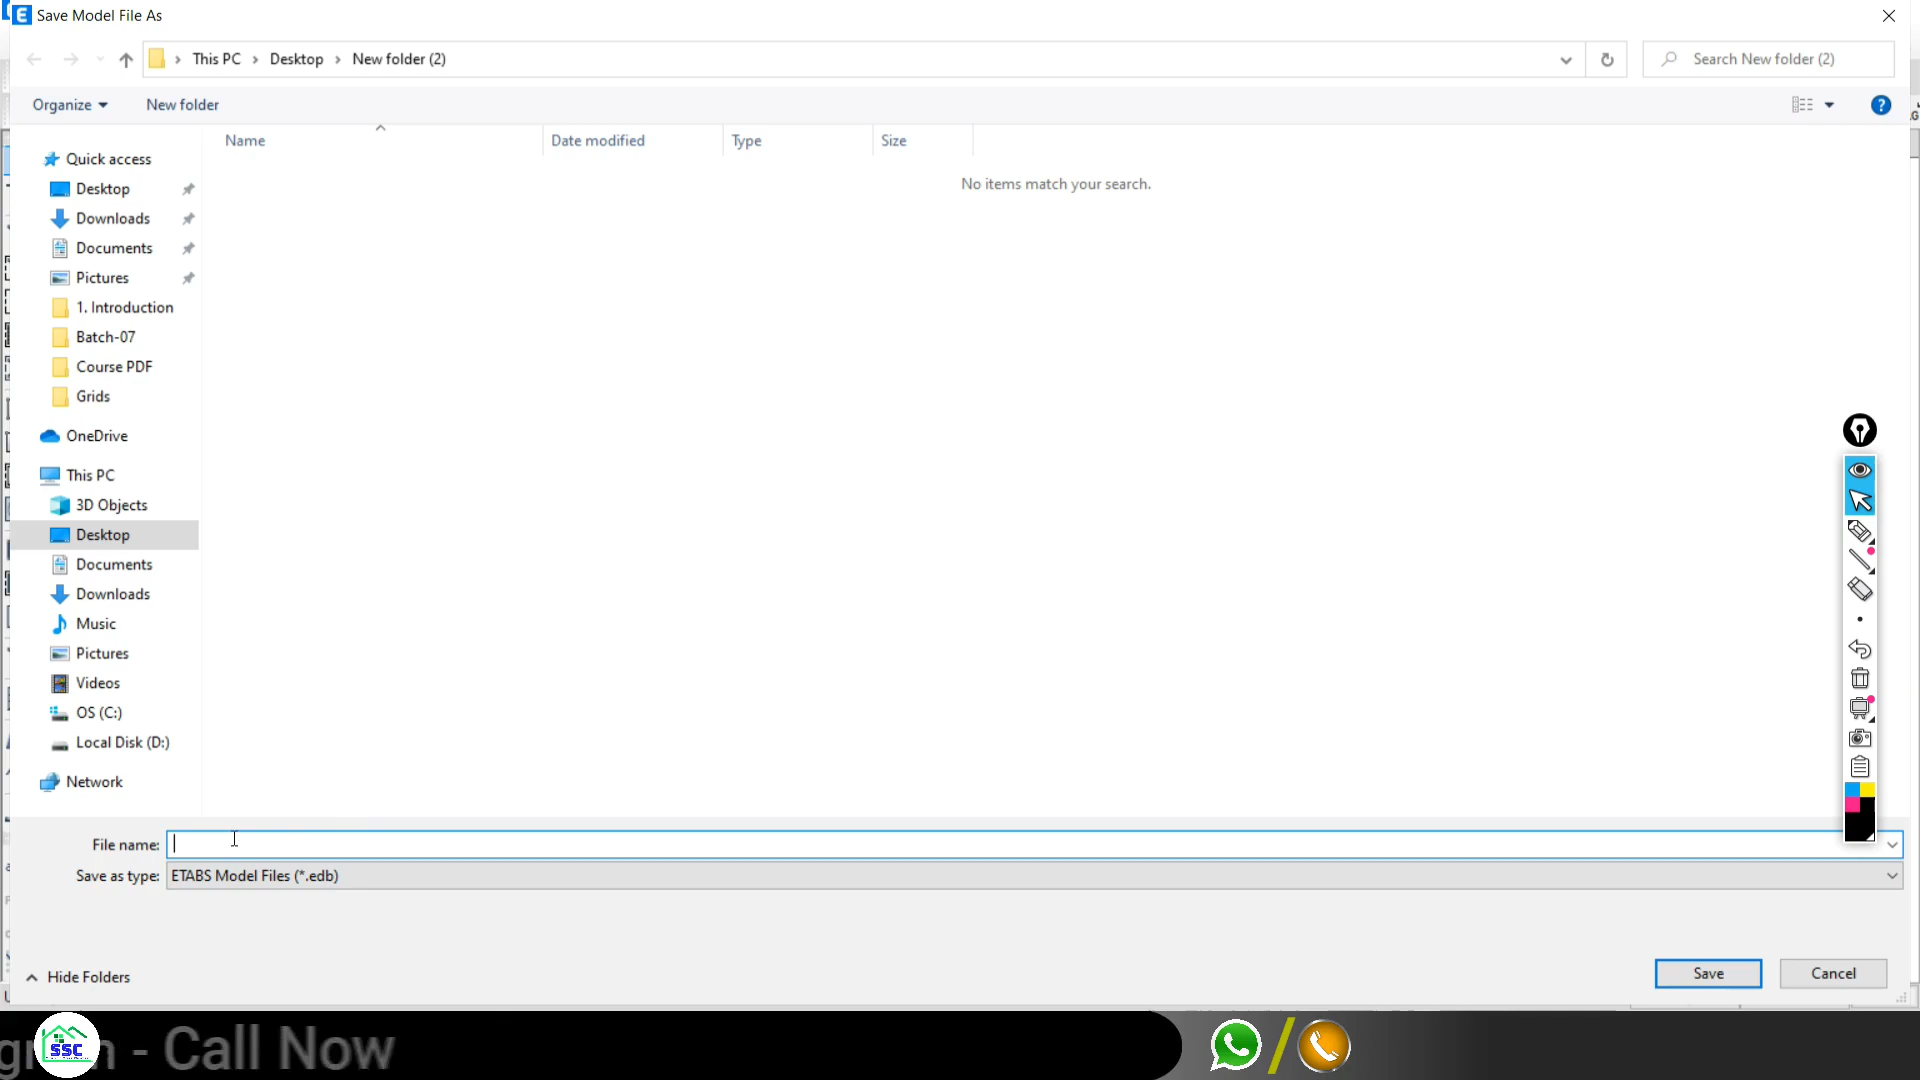 Save Model File As
This PC > Desktop > New folder (2)
Search New folder (2)
Organize
New folder
Name
Date modified
Type
Size
No items match your search.
Quick access
Desktop
Downloads
Documents
Pictures
1. Introduction
Batch-07
Course PDF
Grids
OneDrive
This PC
3D Objects
Desktop
Documents
Downloads
Music
Pictures
Videos
OS (C:)
Local Disk (D:)
Network
File name:
Save as type: ETABS Model Files (*.edb)
Hide Folders
Save
Cancel
SSC
- Call Now